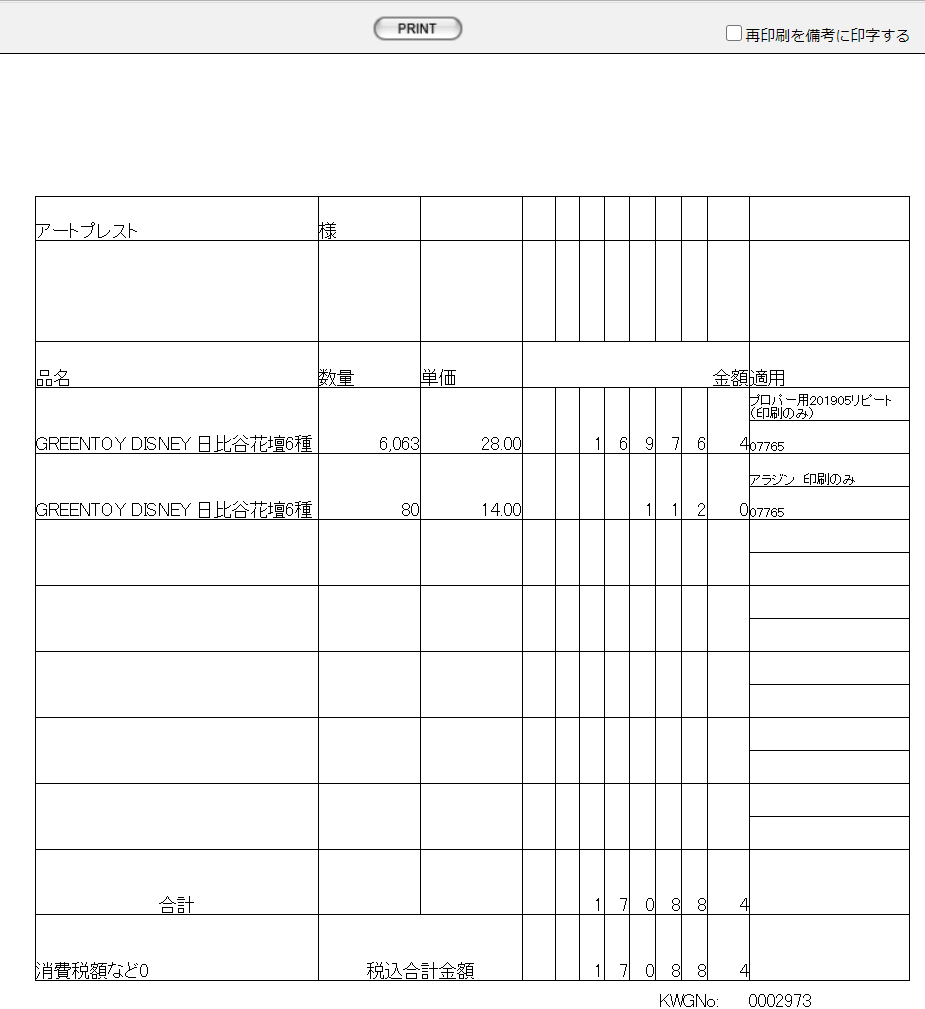 PRINT
再印刷を備考に印字する
アートプレスト 様
品名 数量 単価 金額 適用
プロパー用201905リピート
（印刷のみ）
GREENTOY DISNEY 日比谷花壇6種 6,063 28.00 1 6 9 7 6 4 07765
アラジン 印刷のみ
GREENTOY DISNEY 日比谷花壇6種 80 14.00 1 1 2 0 07765
合計 1 7 0 8 8 4
消費税額など0 税込合計金額 1 7 0 8 8 4
KWGNo: 0002973